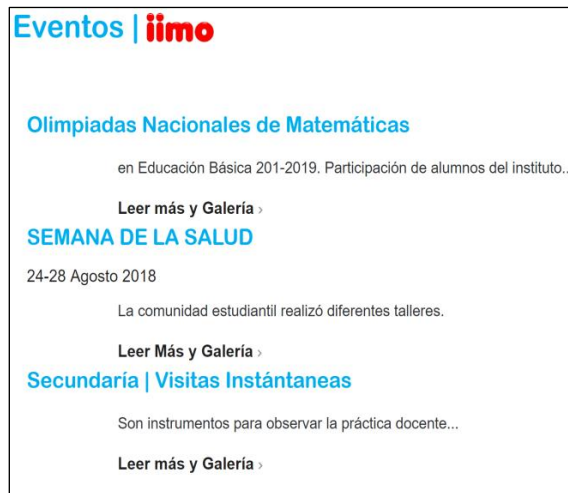 Eventos | iimo
Olimpiadas Nacionales de Matemáticas
en Educación Básica 201-2019. Participación de alumnos del instituto..
Leer más y Galería ›
SEMANA DE LA SALUD
24-28 Agosto 2018
La comunidad estudiantil realizó diferentes talleres.
Leer Más y Galería ›
Secundaría | Visitas Instántaneas
Son instrumentos para observar la práctica docente...
Leer más y Galería ›